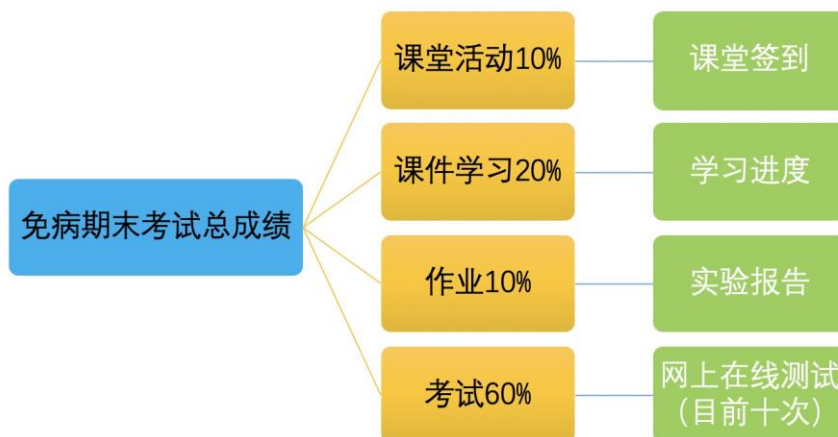 课堂活动10%
课堂签到
课件学习20%
学习进度
免病期末考试总成绩
作业10%
实验报告
考试60%
网上在线测试
（目前十次）